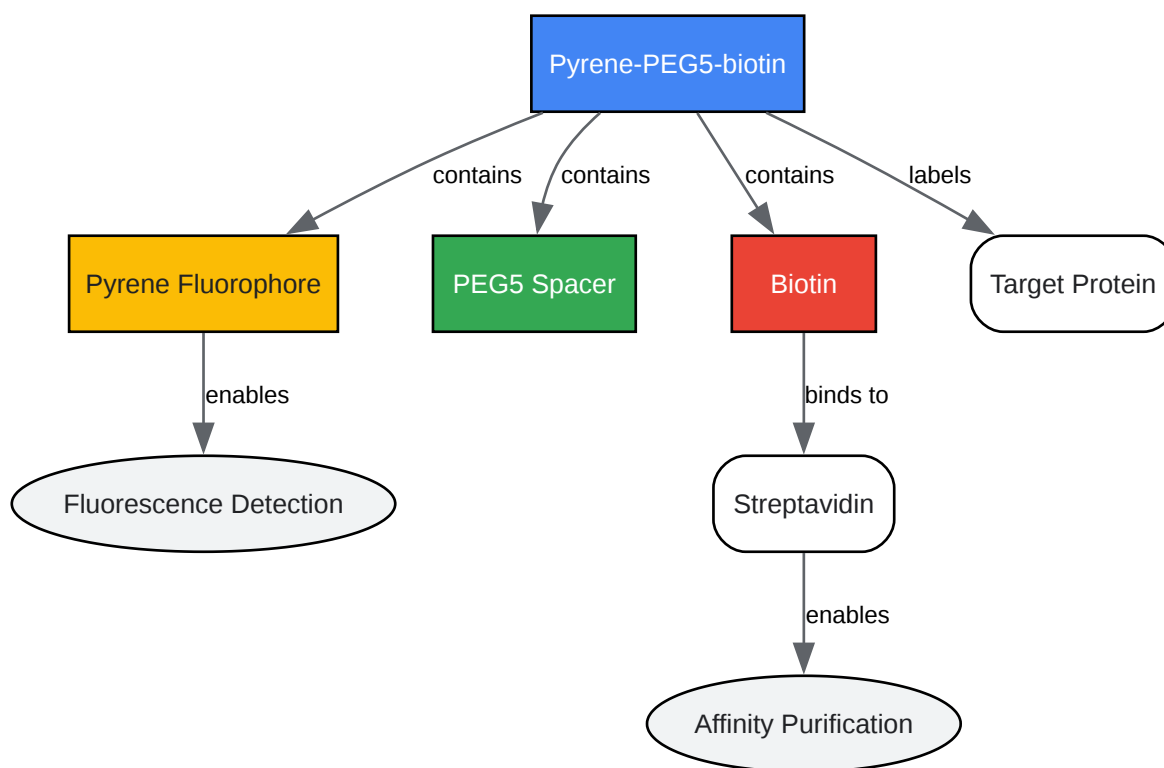 Pyrene-PEG5-biotin
contains
contains
contains
labels
Pyrene Fluorophore
PEG5 Spacer
Biotin
Target Protein
enables
binds to
Fluorescence Detection
Streptavidin
enables
Affinity Purification